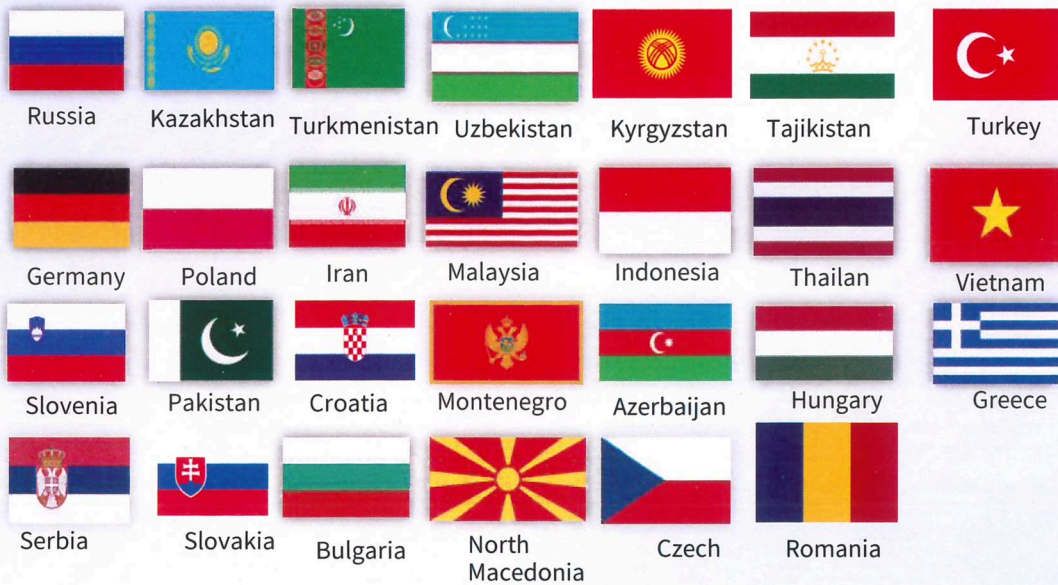 Russia
Kazakhstan
Turkmenistan
Uzbekistan
Kyrgyzstan
Tajikistan
Turkey
Germany
Poland
Iran
Malaysia
Indonesia
Thailan
Vietnam
Slovenia
Pakistan
Croatia
Montenegro
Azerbaijan
Hungary
Greece
Serbia
Slovakia
Bulgaria
North
Macedonia
Czech
Romania